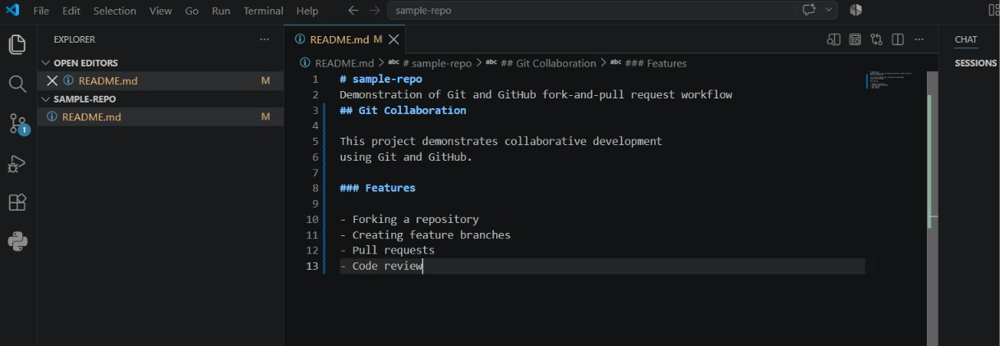 File Edit Selection View Go Run Terminal Help
sample-repo
EXPLORER
OPEN EDITORS
README.md M
SAMPLE-REPO
README.md M
1
README.md M
README.md > abc # sample-repo > abc ## Git Collaboration > abc ### Features
1 # sample-repo
2 Demonstration of Git and GitHub fork-and-pull request workflow
3 ## Git Collaboration
4
5 This project demonstrates collaborative development
6 using Git and GitHub.
7
8 ### Features
9
10 - Forking a repository
11 - Creating feature branches
12 - Pull requests
13 - Code review
CHAT
SESSIONS